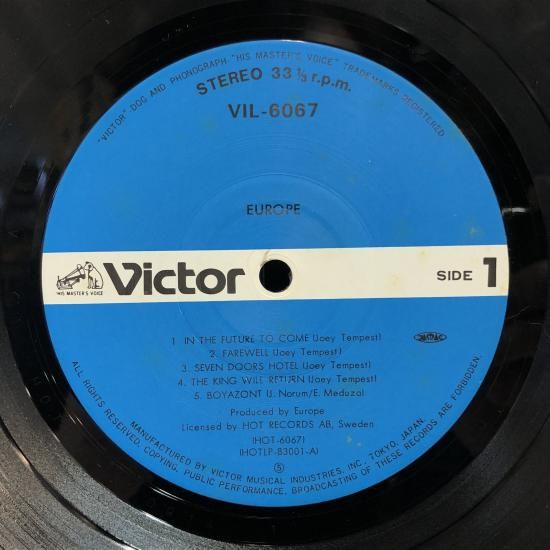 "VICTOR" DOG AND PHONOGRAPH "HIS MASTER'S VOICE" TRADEMARKS REGISTERED
STEREO 33 1/3 r.p.m.
VIL-6067
EUROPE
HIS MASTER'S VOICE
Victor
SIDE 1
1 IN THE FUTURE TO COME (Joey Tempest)
2. FAREWELL (Joey Tempest)
3. SEVEN DOORS HOTEL (Joey Tempest)
4. THE KING WILL RETURN (Joey Tempest)
5. BOYAZONT (J. Norum/E. Meduza)
Produced by Europe
Licensed by HOT RECORDS AB, Sweden
(HOT-6067)
(HOTLP-83001-A)
5
MANUFACTURED BY VICTOR MUSICAL INDUSTRIES, INC. TOKYO, JAPAN.
ALL RIGHTS RESERVED. COPYING, PUBLIC PERFORMANCE, BROADCASTING OF THESE RECORDS ARE FORBIDDEN.